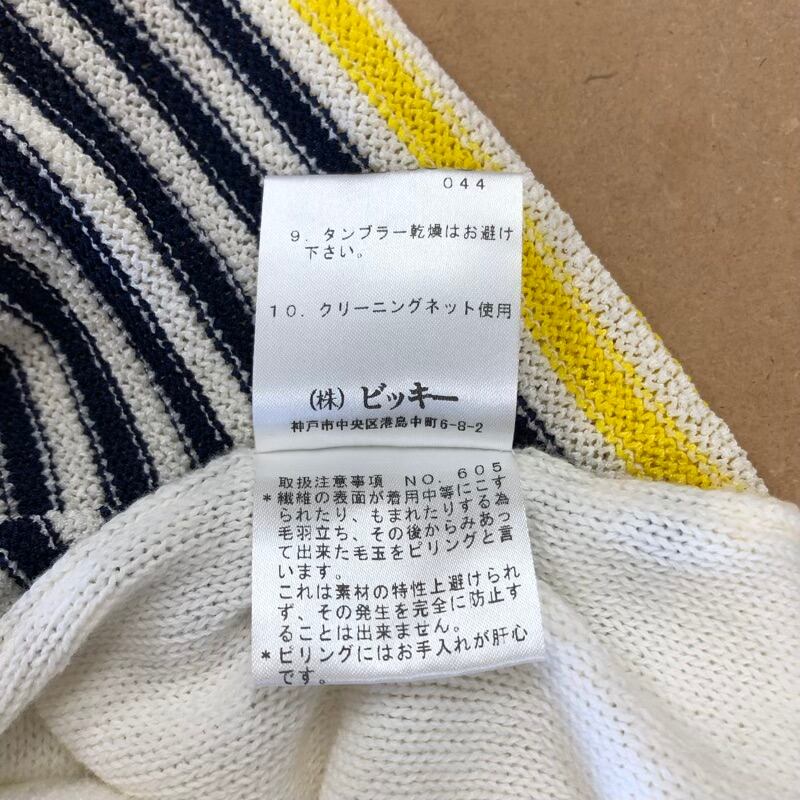 044
9. タンブラー乾燥はお避け
下さい。
10. クリーニングネット使用
(株) ビッキー
神戸市中央区港島中町6-8-2
取扱注意事項 NO. 605
*繊維の表面が着用中等にこす
られたり、もまれたりする為
毛羽立ち、その後からみあっ
て出来た毛玉をピリングと言
います。
これは素材の特性上避けられ
ず、その発生を完全に防止す
ることは出来ません。
*ピリングにはお手入れが肝心
です。